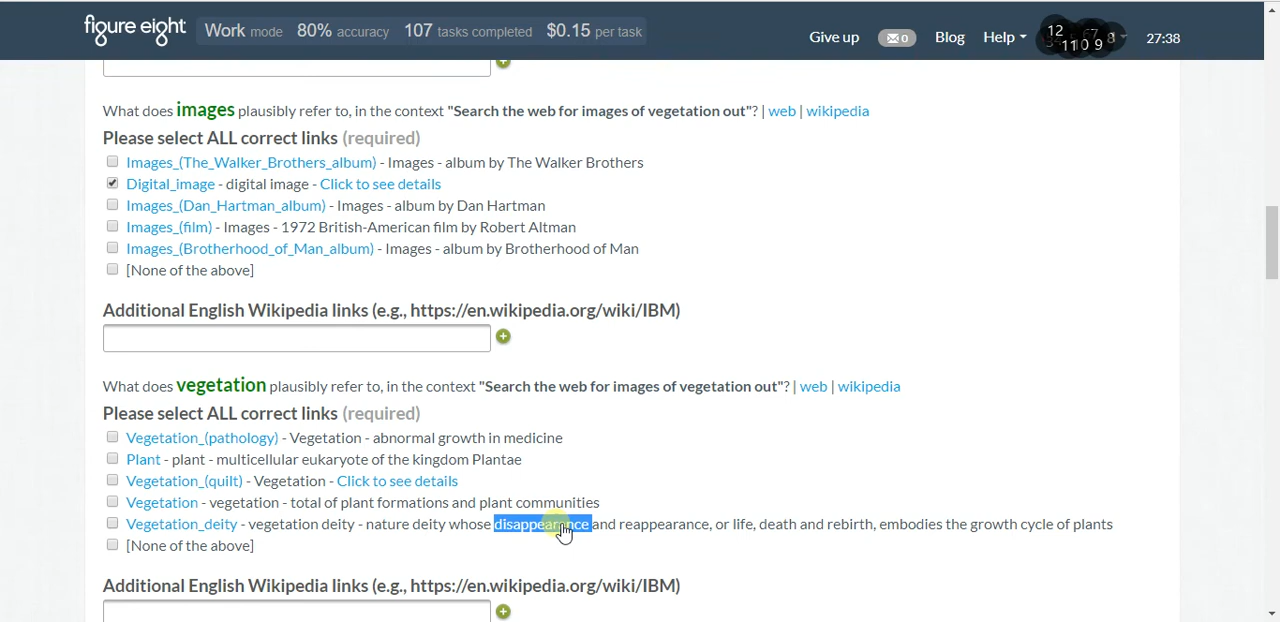 figure eight Work mode 80% accuracy 107 tasks completed $0.15 per task Give up 0 Blog Help 27:38
What does images plausibly refer to, in the context "Search the web for images of vegetation out"? | web | wikipedia
Please select ALL correct links (required)
Images_(The_Walker_Brothers_album) - Images - album by The Walker Brothers
Digital_image - digital image - Click to see details
Images_(Dan_Hartman_album) - Images - album by Dan Hartman
Images_(film) - Images - 1972 British-American film by Robert Altman
Images_(Brotherhood_of_Man_album) - Images - album by Brotherhood of Man
[None of the above]
Additional English Wikipedia links (e.g., https://en.wikipedia.org/wiki/IBM)
What does vegetation plausibly refer to, in the context "Search the web for images of vegetation out"? | web | wikipedia
Please select ALL correct links (required)
Vegetation_(pathology) - Vegetation - abnormal growth in medicine
Plant - plant - multicellular eukaryote of the kingdom Plantae
Vegetation_(quilt) - Vegetation - Click to see details
Vegetation - vegetation - total of plant formations and plant communities
Vegetation_deity - vegetation deity - nature deity whose disappearance and reappearance, or life, death and rebirth, embodies the growth cycle of plants
[None of the above]
Additional English Wikipedia links (e.g., https://en.wikipedia.org/wiki/IBM)